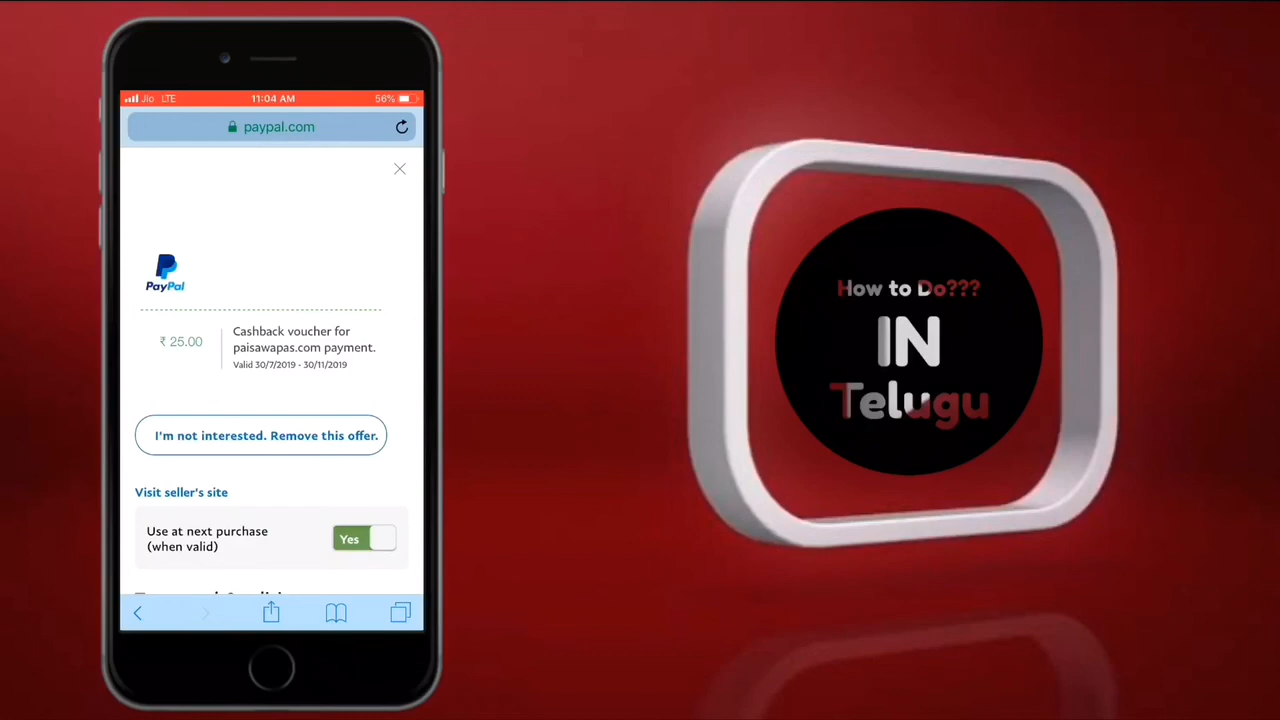 Jio LTE 11:04 AM 56%
paypal.com
PayPal
₹ 25.00
Cashback voucher for
paisawapas.com payment.
Valid 30/7/2019 - 30/11/2019
I'm not interested. Remove this offer.
Visit seller's site
Use at next purchase
(when valid)
Yes
How to Do???
IN
Telugu